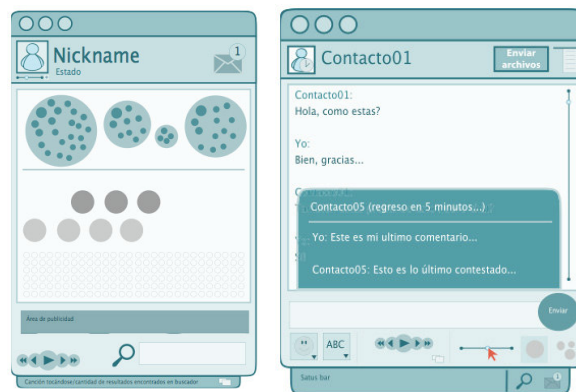 Nickname
Estado
1
Área de publicidad
Canción tocándose/cantidad de resultados encontrados en buscador
Contacto01
Enviar
archivos
Contacto01:
Hola, como estas?
Yo:
Bien, gracias...
Contacto05 (regreso en 5 minutos...)
Yo: Este es mi ultimo comentario...
Contacto05: Esto es lo último contestado...
Enviar
ABC
Satus bar